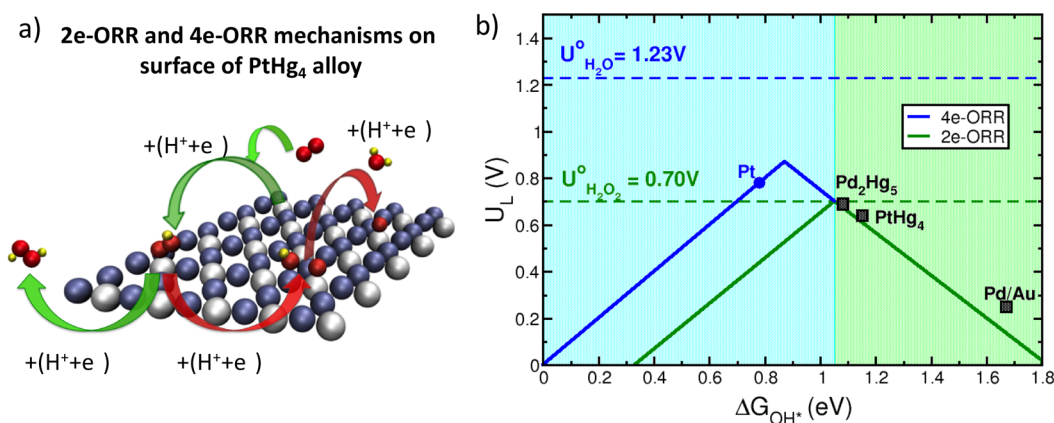 a) 2e-ORR and 4e-ORR mechanisms on
surface of PtHg4 alloy
+(H⁺+e )
+(H⁺+e )
+(H⁺+e )
+(H⁺+e )
b)
U°H2O = 1.23V
4e-ORR
2e-ORR
Pt
U°H2O2 = 0.70V
Pd2Hg5
PtHg4
Pd/Au
UL (V)
1.4
1.2
1
0.8
0.6
0.4
0.2
0
0
0.2
0.4
0.6
0.8
1
1.2
1.4
1.6
1.8
ΔGOH* (eV)